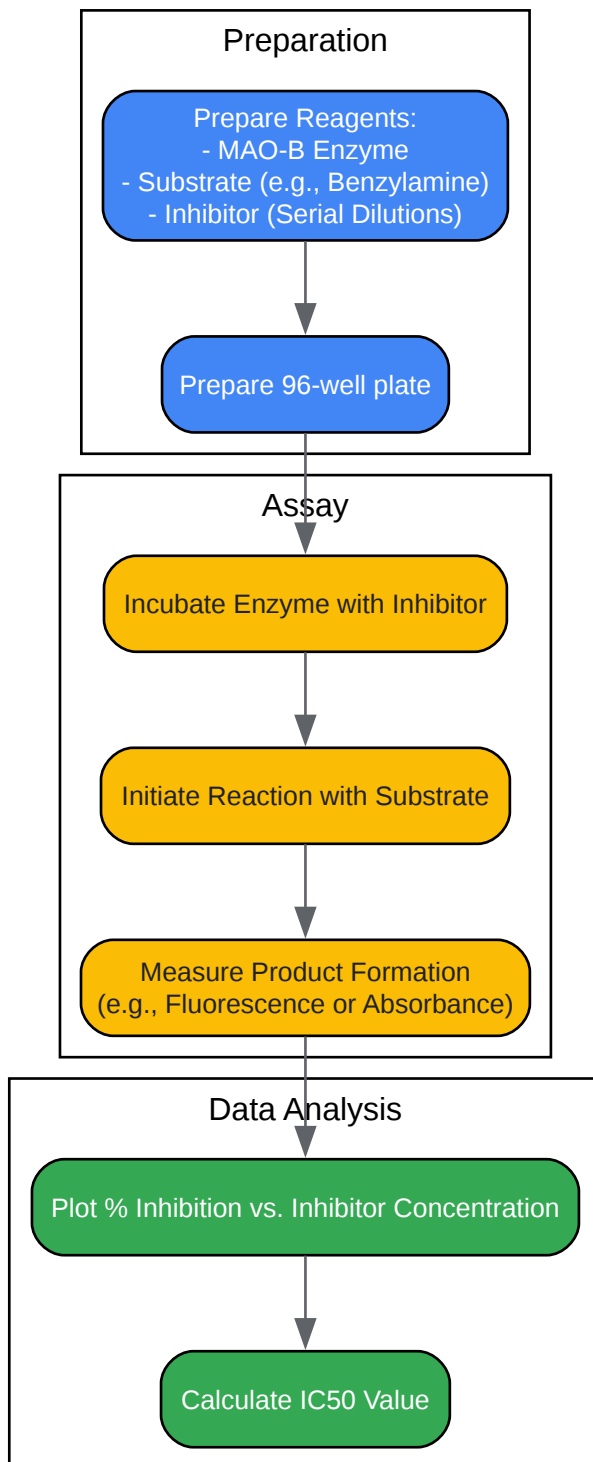 Preparation
Prepare Reagents:
- MAO-B Enzyme
- Substrate (e.g., Benzylamine)
- Inhibitor (Serial Dilutions)
Prepare 96-well plate
Assay
Incubate Enzyme with Inhibitor
Initiate Reaction with Substrate
Measure Product Formation
(e.g., Fluorescence or Absorbance)
Data Analysis
Plot % Inhibition vs. Inhibitor Concentration
Calculate IC50 Value